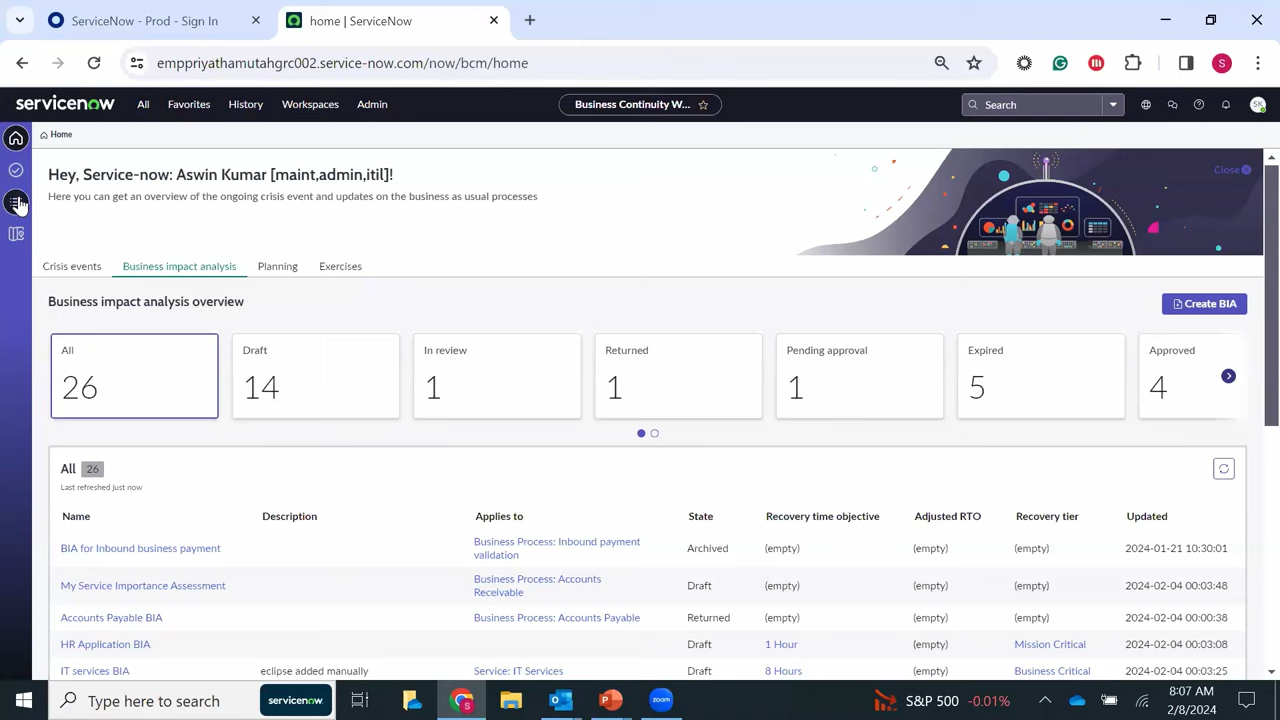 ServiceNow - Prod - Sign In
home | ServiceNow
emppriyathamutahgrc002.service-now.com/now/bcm/home
S
servicenow All Favorites History Workspaces Admin
Business Continuity W...
Search
SK
Home
Hey, Service-now: Aswin Kumar [maint,admin,itil]!
Close
Here you can get an overview of the ongoing crisis event and updates on the business as usual processes
Crisis events Business impact analysis Planning Exercises
Business impact analysis overview
Create BIA
All Draft In review Returned Pending approval Expired Approved
26 14 1 1 1 5 4
All 26
Last refreshed just now
Name Description Applies to State Recovery time objective Adjusted RTO Recovery tier Updated
BIA for Inbound business payment Business Process: Inbound payment validation Archived (empty) (empty) (empty) 2024-01-21 10:30:01
My Service Importance Assessment Business Process: Accounts Receivable Draft (empty) (empty) (empty) 2024-02-04 00:03:48
Accounts Payable BIA Business Process: Accounts Payable Returned (empty) (empty) (empty) 2024-02-04 00:00:38
HR Application BIA Draft 1 Hour (empty) Mission Critical 2024-02-04 00:03:08
IT services BIA eclipse added manually Service: IT Services Draft 8 Hours (empty) Business Critical 2024-02-04 00:03:25
Type here to search
servicenow.
zoom
S&P 500 -0.01%
8:07 AM
2/8/2024